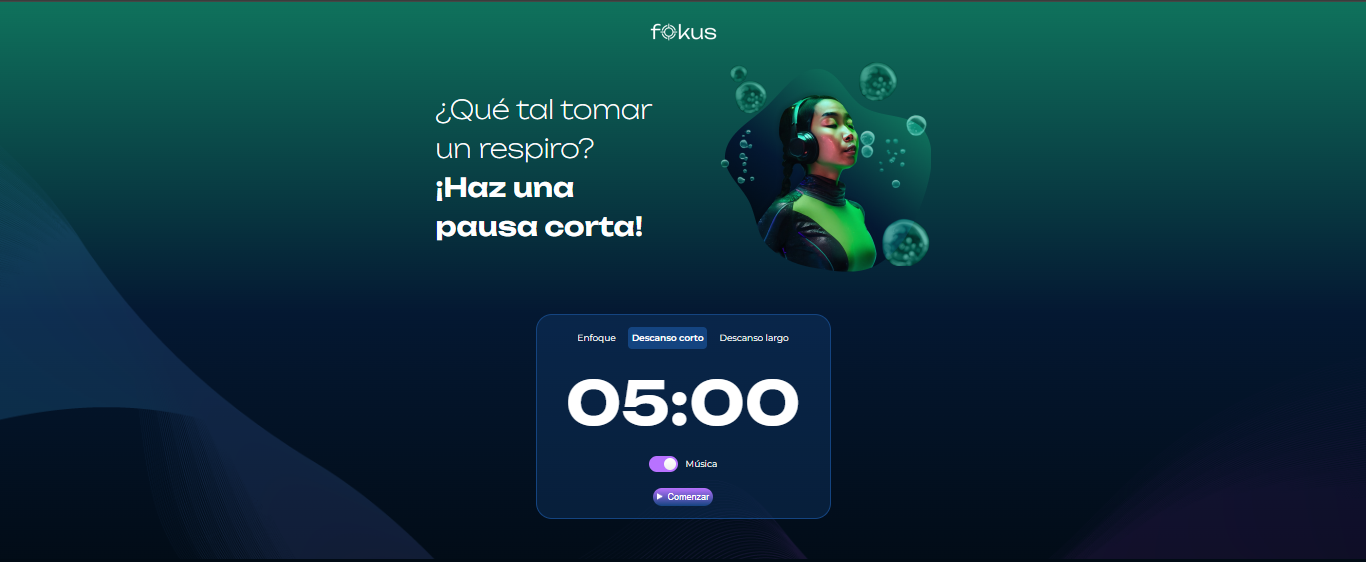 fokus
¿Qué tal tomar
un respiro?
¡Haz una
pausa corta!
Enfoque Descanso corto Descanso largo
05:00
Música
Comenzar